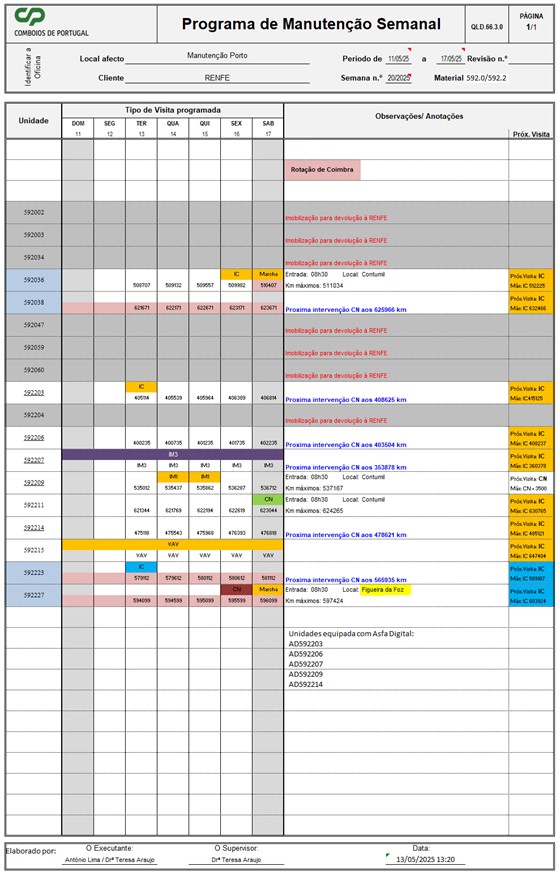 CP
COMBOIOS DE PORTUGAL
Programa de Manutenção Semanal
QLD.66.3.0
PÁGINA
1/1
Identificar a Oficina
Local afecto Manutenção Porto Periodo de 11/05/25 a 17/05/25 Revisão n.º
Cliente RENFE Semana n.º 20/2025 Material 592.0/592.2
Unidade Tipo de Visita programada Observações/ Anotações Próx. Visita
DOM SEG TER QUA QUI SEX SAB
11 12 13 14 15 16 17
Rotação de Coimbra
592002 Imobilização para devolução à RENFE
592003 Imobilização para devolução à RENFE
592034 Imobilização para devolução à RENFE
592036 IC Marcha Entrada: 08h30 Local: Contumil Próx.Visita: IC
508707 509132 509557 509982 510407 Km máximos: 511034 Máx: IC 512225
592038 Próx.Visita: IC
621671 622171 622671 623171 623671 Proxima intervenção CN aos 625966 km Máx: IC 632466
592047 Imobilização para devolução à RENFE
592059 Imobilização para devolução à RENFE
592060 Imobilização para devolução à RENFE
592203 IC Próx.Visita: IC
405114 405539 405964 406389 406814 Proxima intervenção CN aos 408625 km Máx: IC 415125
592204 Imobilização para devolução à RENFE
592206 Próx.Visita: IC
400235 400735 401235 401735 402235 Proxima intervenção CN aos 403504 km Máx: IC 408237
592207 IM3 Próx.Visita: IC
IM3 IM3 IM3 IM3 IM3 Proxima intervenção CN aos 353878 km Máx: IC 360378
592209 IM1 IM1 Entrada: 08h30 Local: Contumil Próx.Visita: CN
535012 535437 535862 536287 536712 Km máximos: 537167 Máx: CN + 3500
592211 CN Entrada: 08h30 Local: Contumil Próx.Visita: IC
621344 621769 622194 622619 623044 Km máximos: 624265 Máx: IC 630765
592214 Próx.Visita: IC
475118 475543 475968 476393 476818 Proxima intervenção CN aos 478621 km Máx: IC 485121
592215 VAV Próx.Visita: IC
VAV VAV VAV VAV VAV Máx: IC 647404
592223 IC Próx.Visita: IC
579112 579612 580112 580612 581112 Proxima intervenção CN aos 565935 km
592227 CN Marcha Entrada: 08h30 Local: Figueira da Foz Próx.Visita: IC
594099 594599 595099 595599 596099 Km máximos: 597424 Máx: IC 603924
Unidades equipada com Asfa Digital:
AD592203
AD592206
AD592207
AD592209
AD592214
Elaborado por: O Executante: O Supervisor: Data:
António Lima / Drª Teresa Araujo Drª Teresa Araujo 13/05/2025 13:20